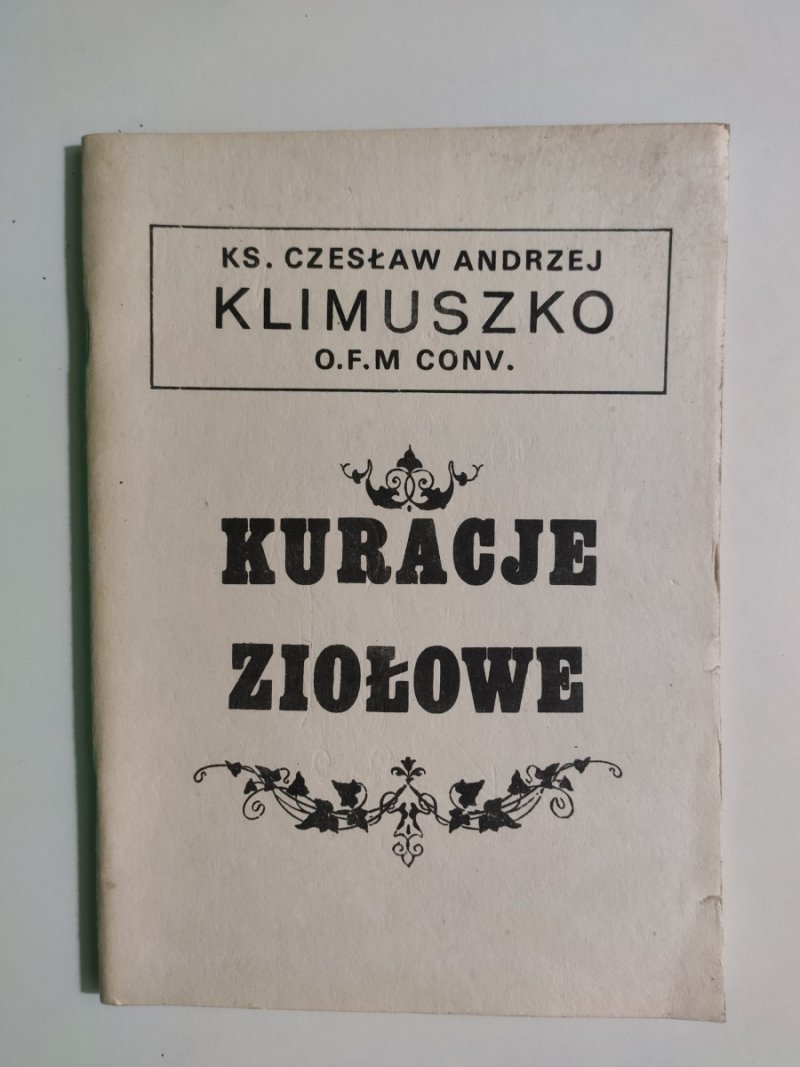 KS. CZESŁAW ANDRZEJ
KLIMUSZKO
O.F.M CONV.
KURACJE
ZIOŁOWE